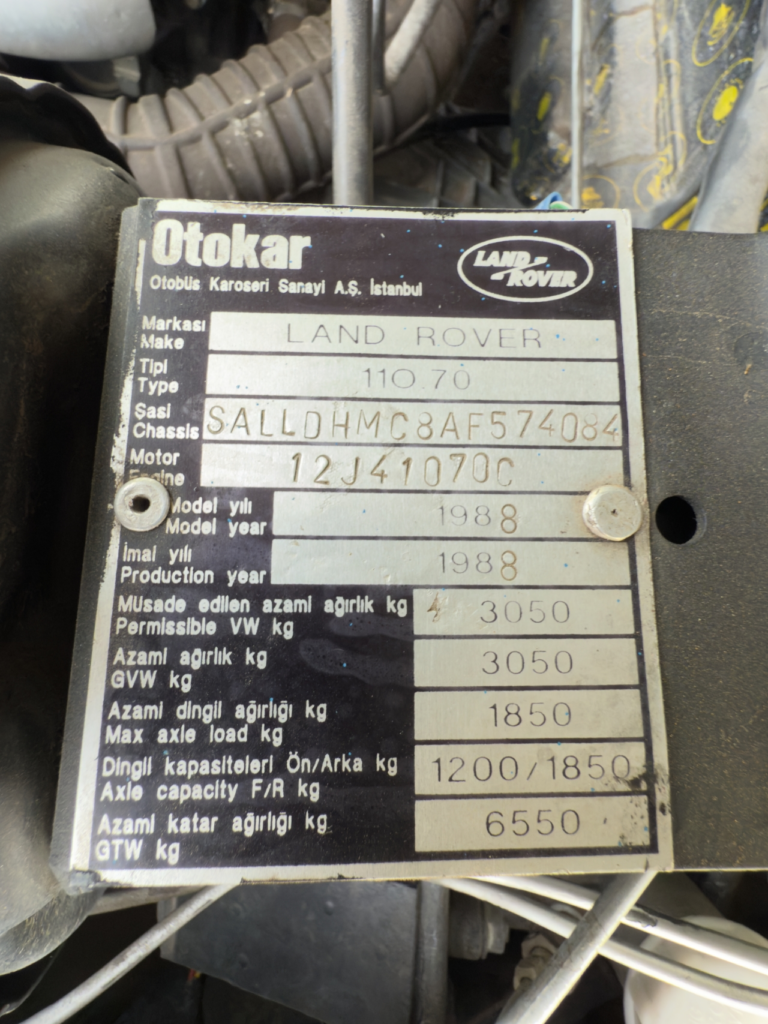 Otokar
Otobüs Karoseri Sanayi A.Ş. İstanbul
LAND ROVER
Markası
Make
LAND ROVER
Tipi
Type
110.70
Şasi
Chassis
SALLDHMC8AF574084
Motor
Engine
12J41070C
Model yılı
Model year
1988
İmal yılı
Production year
1988
Müsade edilen azami ağırlık kg
Permissible VW kg
3050
Azami ağırlık kg
GVW kg
3050
Azami dingil ağırlığı kg
Max axle load kg
1850
Dingil kapasiteleri Ön/Arka kg
Axle capacity F/R kg
1200/1850
Azami katar ağırlığı kg
GTW kg
6550